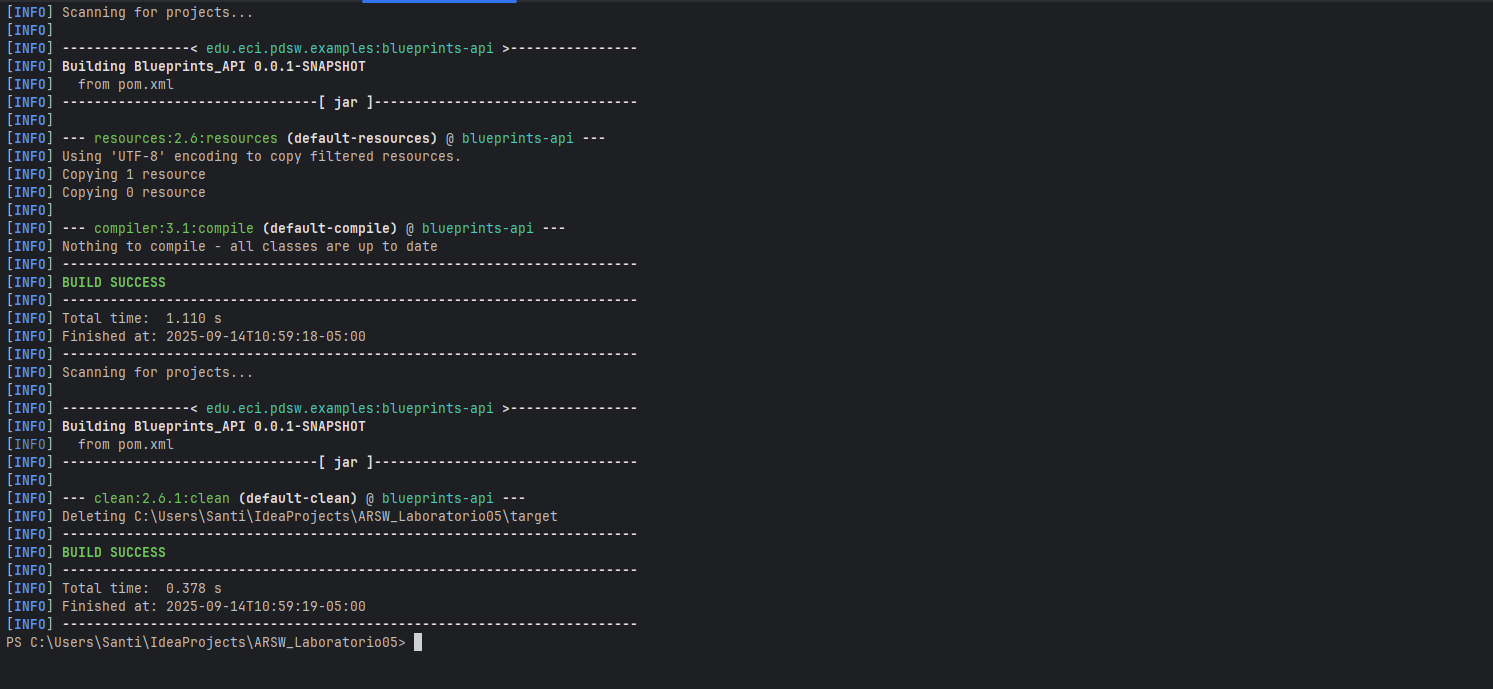 [INFO] Scanning for projects...
[INFO]
[INFO] ----------------< edu.eci.pdsw.examples:blueprints-api >----------------
[INFO] Building Blueprints_API 0.0.1-SNAPSHOT
[INFO]   from pom.xml
[INFO] --------------------------------[ jar ]---------------------------------
[INFO]
[INFO] --- resources:2.6:resources (default-resources) @ blueprints-api ---
[INFO] Using 'UTF-8' encoding to copy filtered resources.
[INFO] Copying 1 resource
[INFO] Copying 0 resource
[INFO]
[INFO] --- compiler:3.1:compile (default-compile) @ blueprints-api ---
[INFO] Nothing to compile - all classes are up to date
[INFO] ------------------------------------------------------------------------
[INFO] BUILD SUCCESS
[INFO] ------------------------------------------------------------------------
[INFO] Total time:  1.110 s
[INFO] Finished at: 2025-09-14T10:59:18-05:00
[INFO] ------------------------------------------------------------------------
[INFO] Scanning for projects...
[INFO]
[INFO] ----------------< edu.eci.pdsw.examples:blueprints-api >----------------
[INFO] Building Blueprints_API 0.0.1-SNAPSHOT
[INFO]   from pom.xml
[INFO] --------------------------------[ jar ]---------------------------------
[INFO]
[INFO] --- clean:2.6.1:clean (default-clean) @ blueprints-api ---
[INFO] Deleting C:\Users\Santi\IdeaProjects\ARSW_Laboratorio05\target
[INFO] ------------------------------------------------------------------------
[INFO] BUILD SUCCESS
[INFO] ------------------------------------------------------------------------
[INFO] Total time:  0.378 s
[INFO] Finished at: 2025-09-14T10:59:19-05:00
[INFO] ------------------------------------------------------------------------
PS C:\Users\Santi\IdeaProjects\ARSW_Laboratorio05>